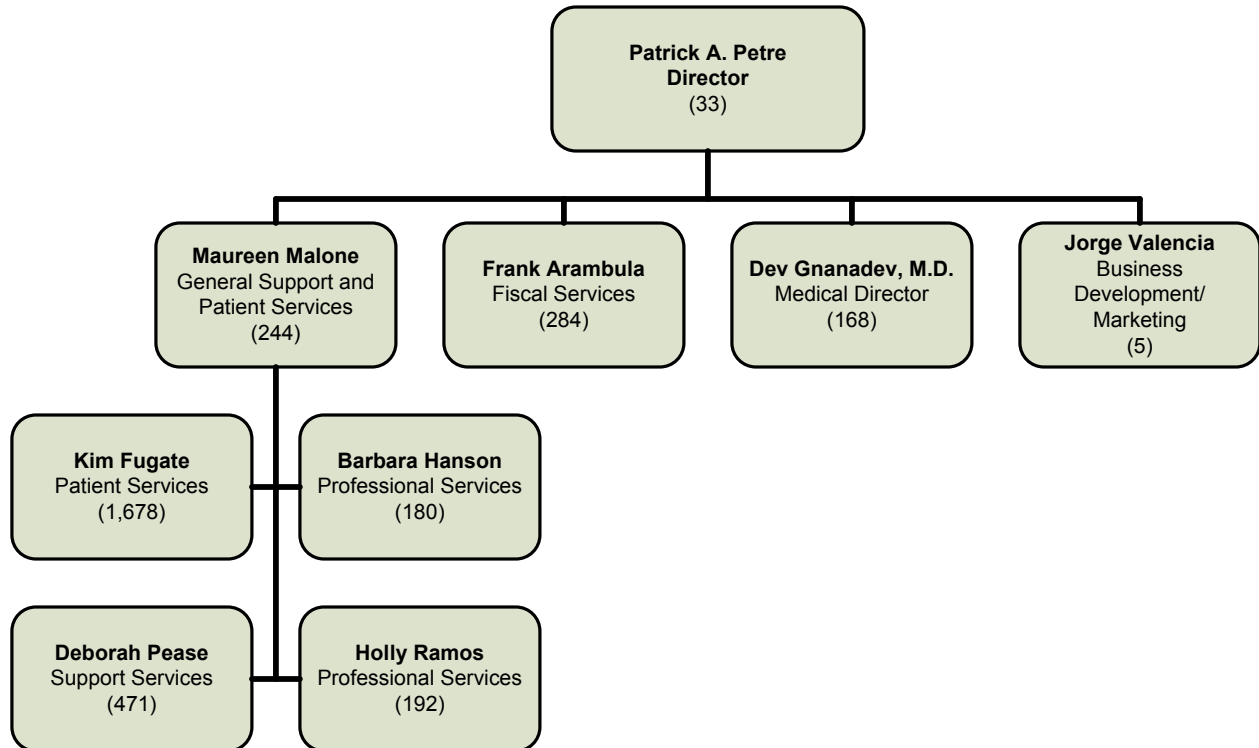 Patrick A. Petre
Director
(33)
Maureen Malone
General Support and
Patient Services
(244)
Frank Arambula
Fiscal Services
(284)
Dev Gnanadev, M.D.
Medical Director
(168)
Jorge Valencia
Business
Development/
Marketing
(5)
Kim Fugate
Patient Services
(1,678)
Barbara Hanson
Professional Services
(180)
Deborah Pease
Support Services
(471)
Holly Ramos
Professional Services
(192)